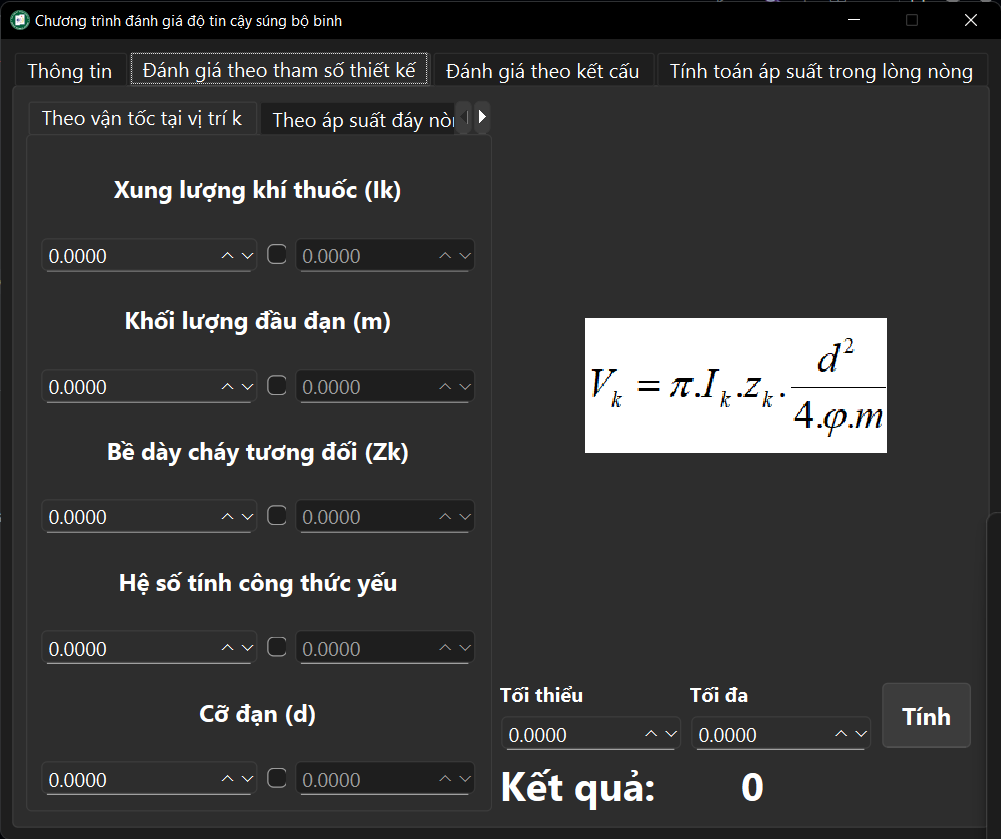 Chương trình đánh giá độ tin cậy súng bộ binh
Thông tin
Đánh giá theo tham số thiết kế
Đánh giá theo kết cấu
Tính toán áp suất trong lòng nòng
Theo vận tốc tại vị trí k
Theo áp suất đáy
Xung lượng khí thuốc (Ik)
0.0000
0.0000
Khối lượng đầu đạn (m)
0.0000
0.0000
Bề dày cháy tương đối (Zk)
0.0000
0.0000
Hệ số tính công thức yếu
0.0000
0.0000
Cỡ đạn (d)
0.0000
0.0000
V_k = π.I_k.z_k.d²/4.φ.m
Tối thiểu
Tối đa
0.0000
0.0000
Tính
Kết quả: 0